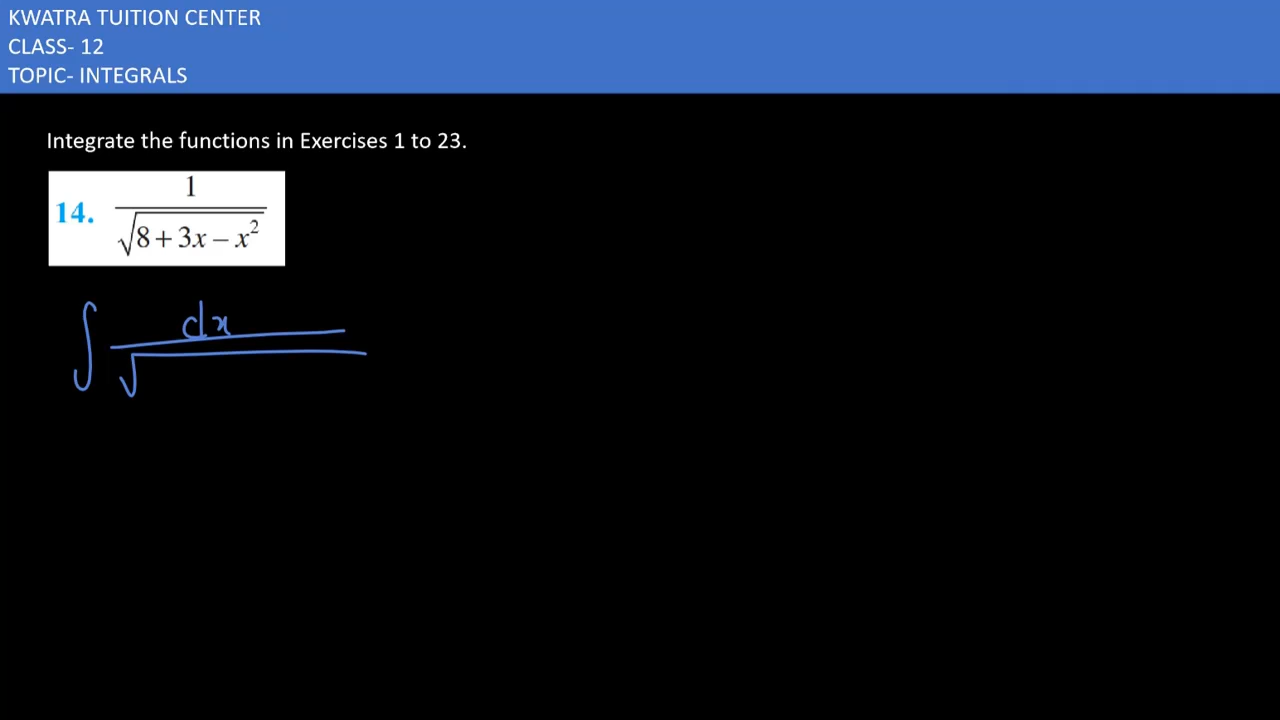 KWATRA TUITION CENTER
CLASS- 12
TOPIC- INTEGRALS
Integrate the functions in Exercises 1 to 23.
14. 1/√(8 + 3x – x²)
∫ dx/√